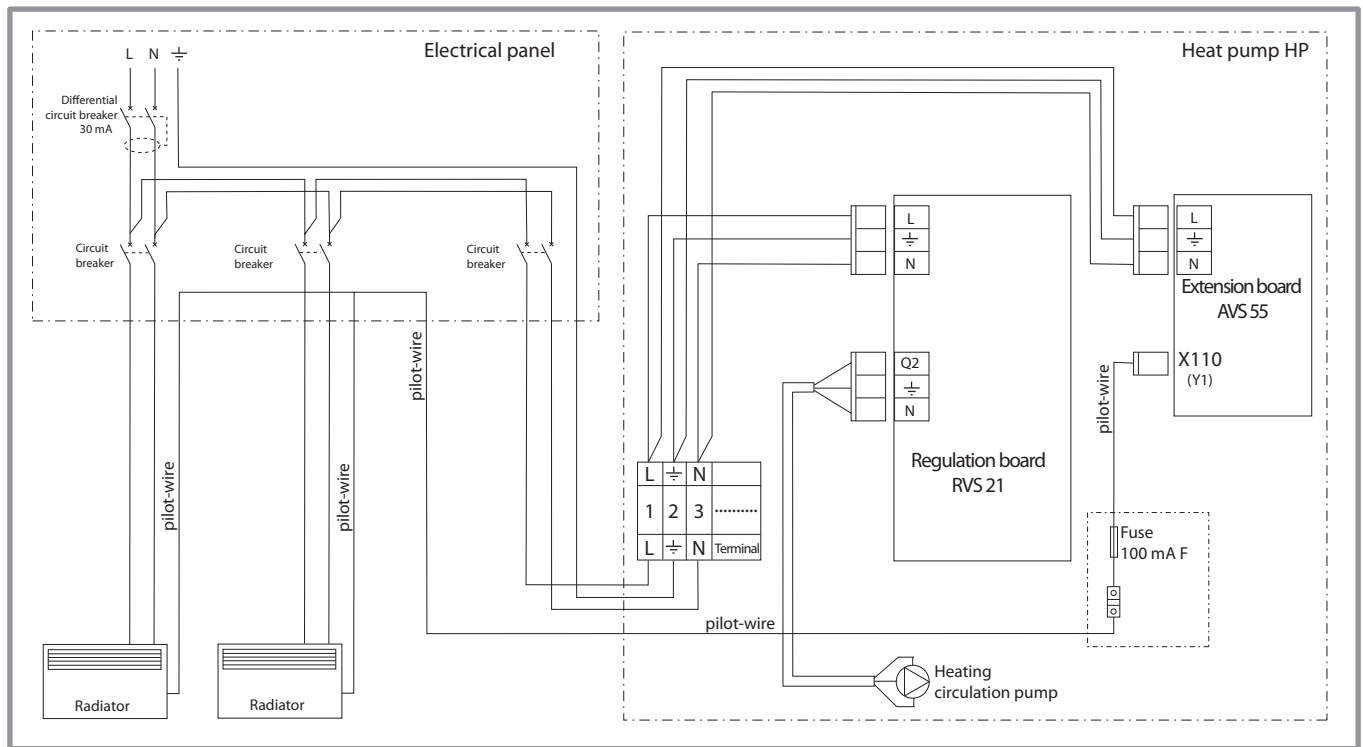 Electrical panel
L N ⏚
Differential
circuit breaker
30 mA
Circuit
breaker
Circuit
breaker
Circuit
breaker
pilot-wire
pilot-wire
pilot-wire
Radiator
Radiator
Heat pump HP
L
⏚
N
Q2
⏚
N
Regulation board
RVS 21
L
⏚
N
Extension board
AVS 55
X110
(Y1)
pilot-wire
L ⏚ N
1 2 3 ..........
L ⏚ N Terminal
Fuse
100 mA F
pilot-wire
Heating
circulation pump